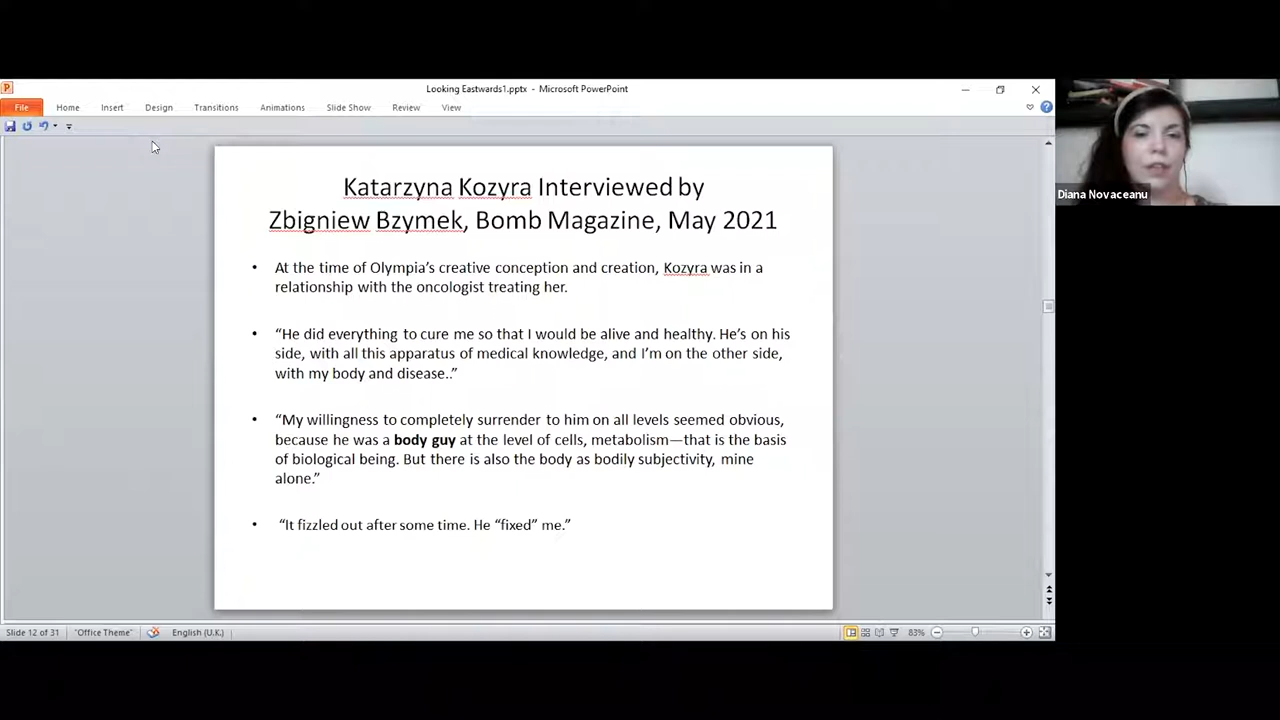 Looking Eastwards1.pptx - Microsoft PowerPoint
File Home Insert Design Transitions Animations Slide Show Review View
Katarzyna Kozyra Interviewed by
Zbigniew Bzymek, Bomb Magazine, May 2021
• At the time of Olympia’s creative conception and creation, Kozyra was in a
relationship with the oncologist treating her.
• “He did everything to cure me so that I would be alive and healthy. He’s on his
side, with all this apparatus of medical knowledge, and I’m on the other side,
with my body and disease..”
• “My willingness to completely surrender to him on all levels seemed obvious,
because he was a body guy at the level of cells, metabolism—that is the basis
of biological being. But there is also the body as bodily subjectivity, mine
alone.”
• “It fizzled out after some time. He “fixed” me.”
Diana Novaceanu
Slide 12 of 31 "Office Theme" English (U.K.) 83%